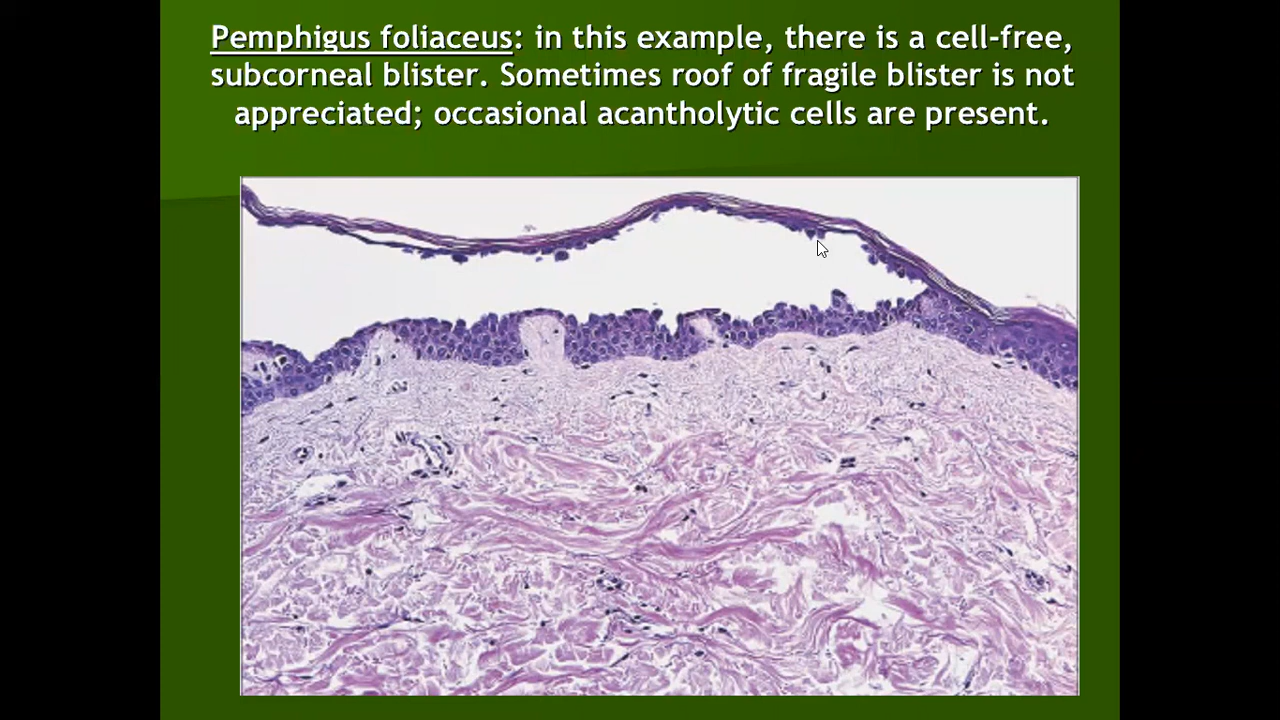 Pemphigus foliaceus: in this example, there is a cell-free,
subcorneal blister. Sometimes roof of fragile blister is not
appreciated; occasional acantholytic cells are present.